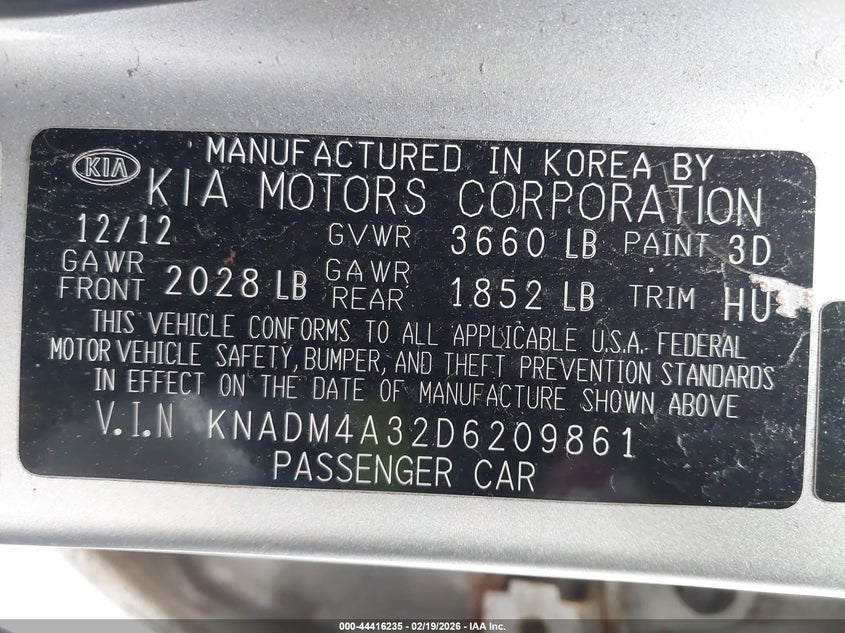 MANUFACTURED IN KOREA BY
KIA KIA MOTORS CORPORATION
12/12 GVWR 3660 LB PAINT 3D
GAWR FRONT 2028 LB GAWR REAR 1852 LB TRIM HU
THIS VEHICLE CONFORMS TO ALL APPLICABLE U.S.A. FEDERAL
MOTOR VEHICLE SAFETY, BUMPER, AND THEFT PREVENTION STANDARDS
IN EFFECT ON THE DATE OF MANUFACTURE SHOWN ABOVE
V.I.N KNADM4A32D6209861
PASSENGER CAR
000-44416235 - 02/19/2026 - IAA Inc.